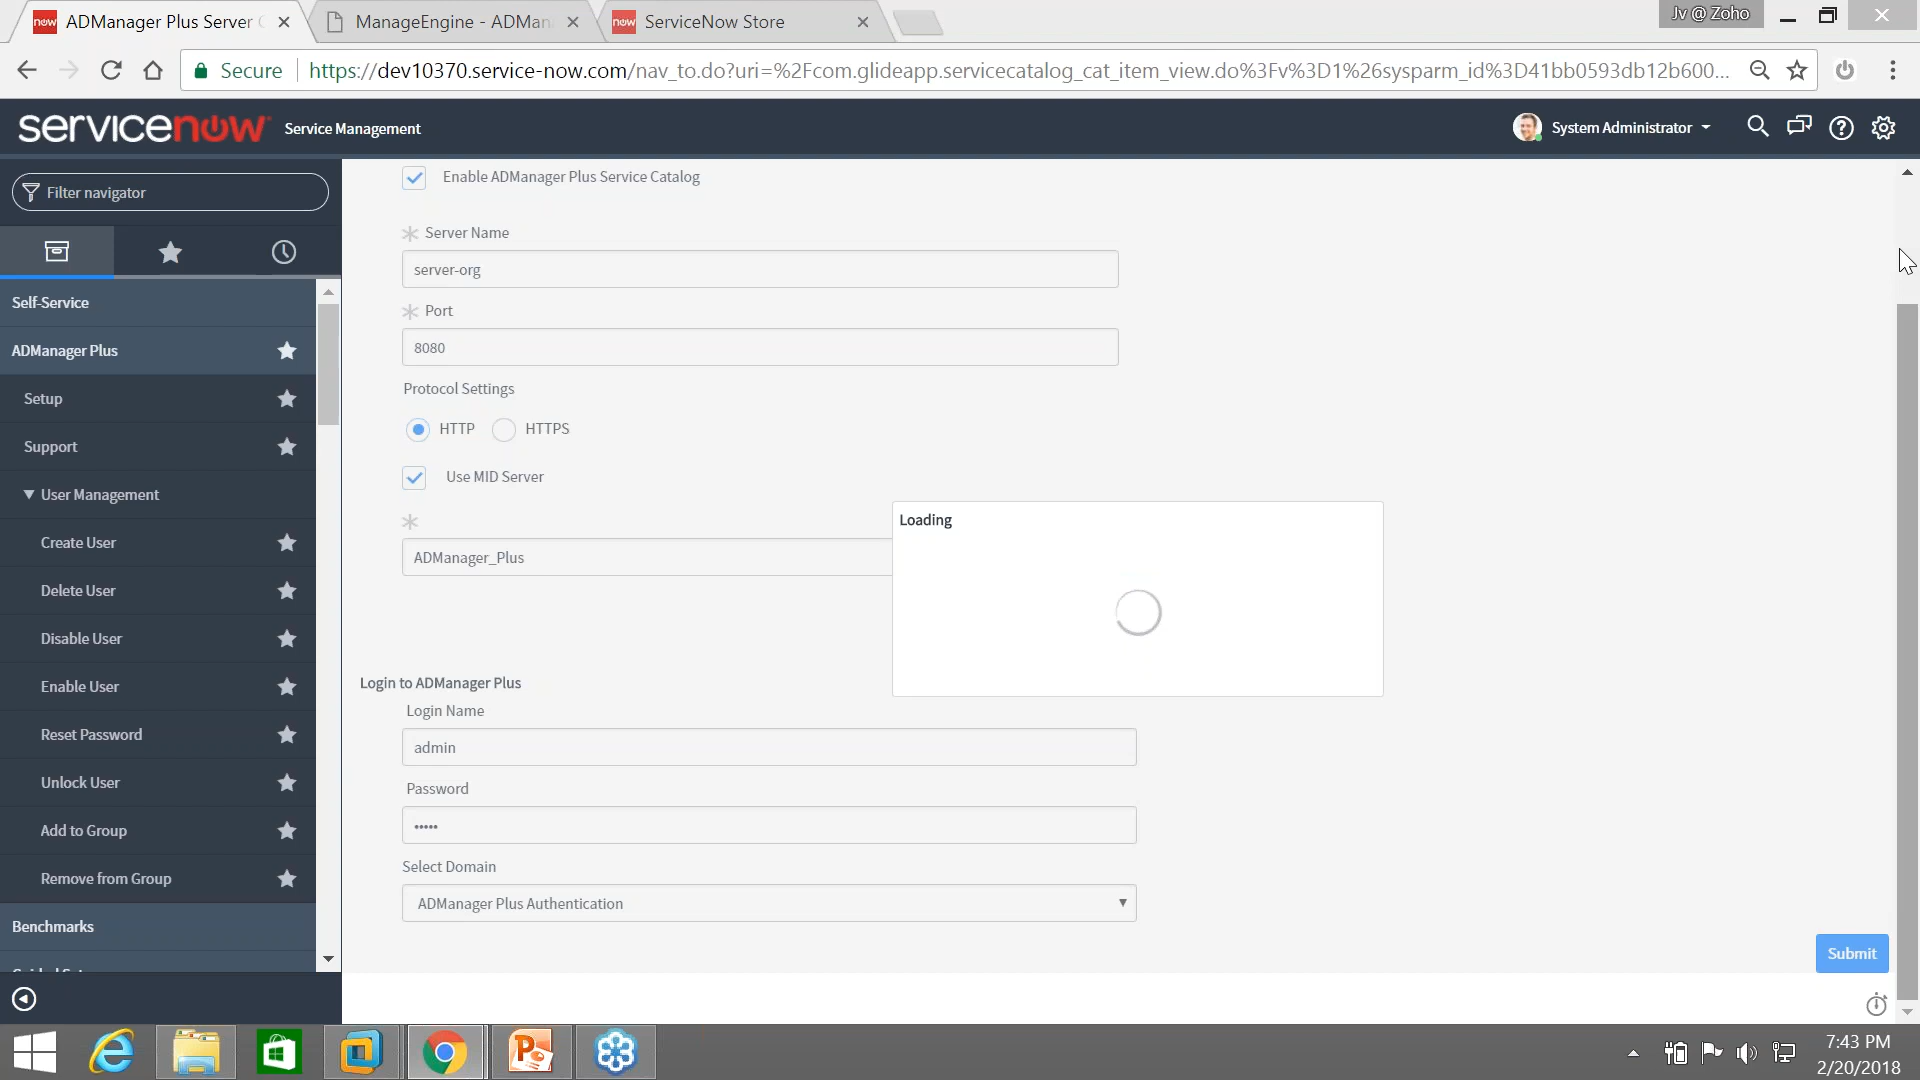 now ADManager Plus Server
ManageEngine - ADMan
now ServiceNow Store
Jv @ Zoho
Secure https://dev10370.service-now.com/nav_to.do?uri=%2Fcom.glideapp.servicecatalog_cat_item_view.do%3Fv%3D1%26sysparm_id%3D41bb0593db12b600...
servicenow Service Management
System Administrator
Filter navigator
Self-Service
ADManager Plus
Setup
Support
User Management
Create User
Delete User
Disable User
Enable User
Reset Password
Unlock User
Add to Group
Remove from Group
Benchmarks
Enable ADManager Plus Service Catalog
Server Name
server-org
Port
8080
Protocol Settings
HTTP HTTPS
Use MID Server
ADManager_Plus
Loading
Login to ADManager Plus
Login Name
admin
Password
•••••
Select Domain
ADManager Plus Authentication
Submit
7:43 PM
2/20/2018